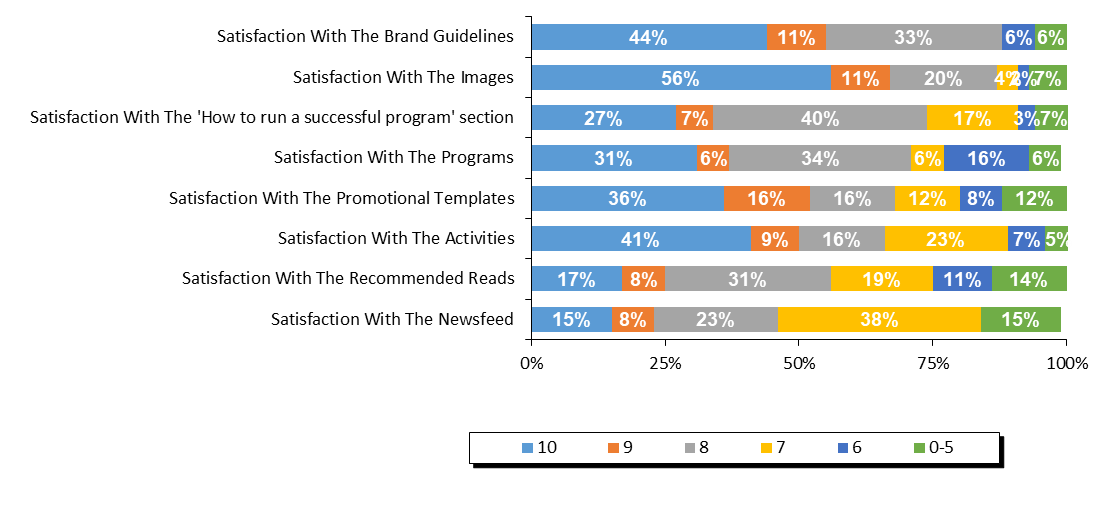 Satisfaction With The Brand Guidelines 44% 11% 33% 6% 6%
Satisfaction With The Images 56% 11% 20% 4% 2% 7%
Satisfaction With The 'How to run a successful program' section 27% 7% 40% 17% 3% 7%
Satisfaction With The Programs 31% 6% 34% 6% 16% 6%
Satisfaction With The Promotional Templates 36% 16% 16% 12% 8% 12%
Satisfaction With The Activities 41% 9% 16% 23% 7% 5%
Satisfaction With The Recommended Reads 17% 8% 31% 19% 11% 14%
Satisfaction With The Newsfeed 15% 8% 23% 38% 15%
0% 25% 50% 75% 100%
10 9 8 7 6 0-5